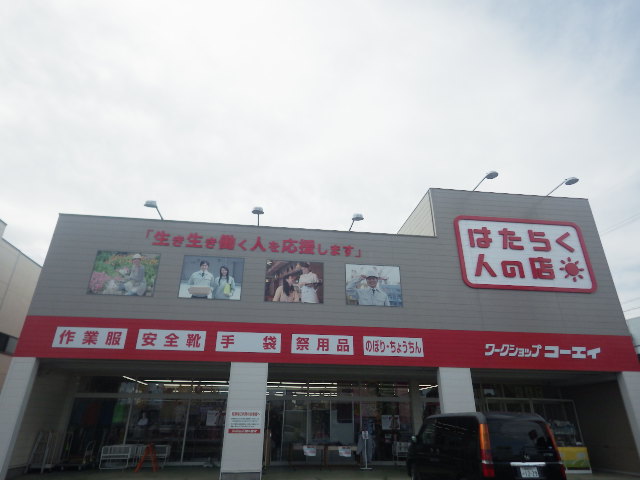 「生き生き働く人を応援します」
はたらく
人の店
作業服
安全靴
手袋
祭用品
のぼり・ちょうちん
ワークショップ コーエイ